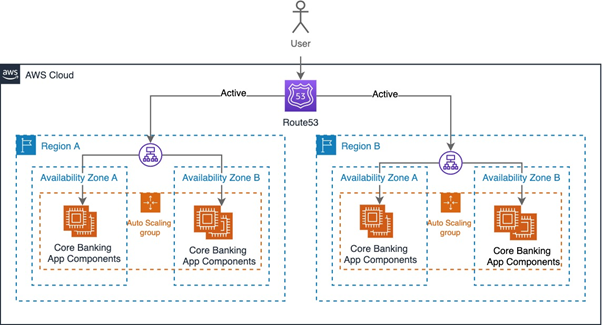 User
aws
AWS Cloud
53
Active
Active
Route53
Region A
Region B
Availability Zone A
Availability Zone B
Availability Zone A
Availability Zone B
Auto Scaling
group
Auto Scaling
group
Core Banking
App Components
Core Banking
App Components
Core Banking
App Components
Core Banking
App Components